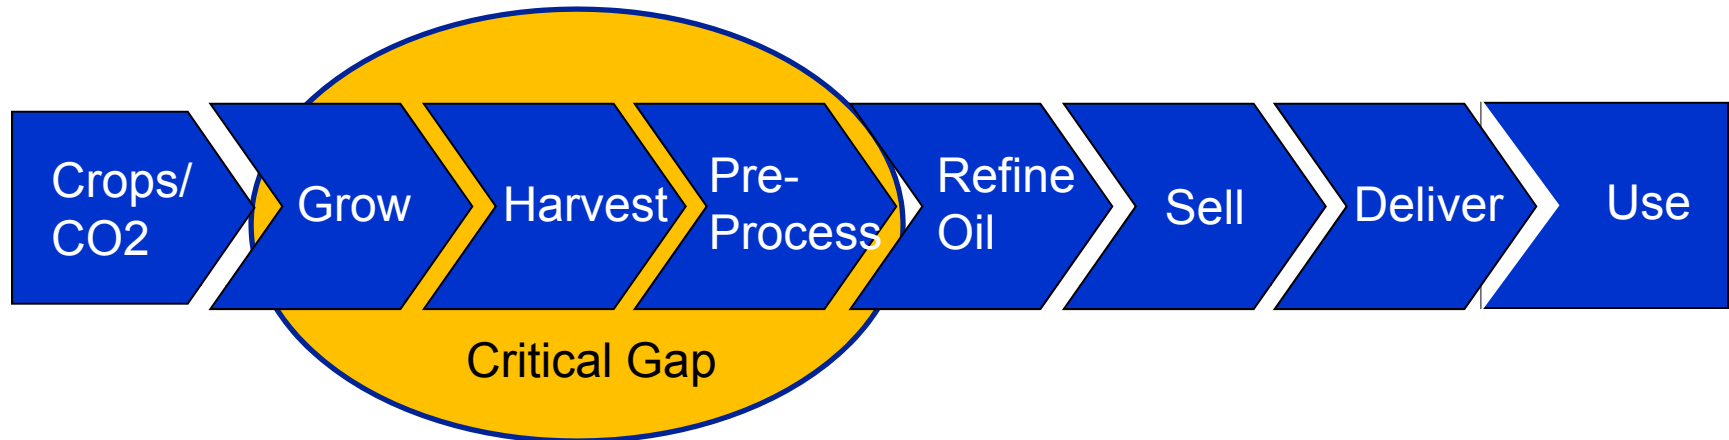 Crops/
CO2
Grow
Harvest
Pre-
Process
Refine
Oil
Sell
Deliver
Use
Critical Gap